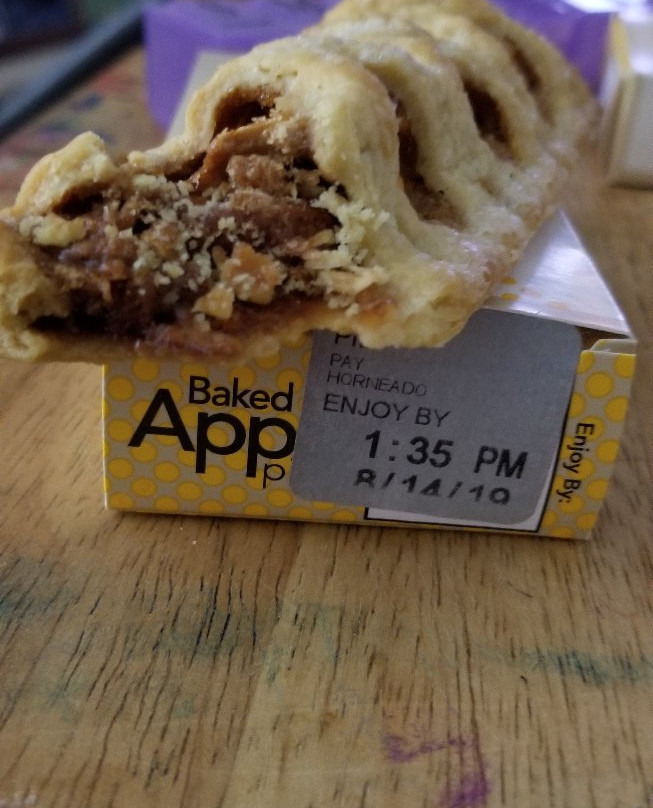 Baked
App
p
PAY
HORNEADO
ENJOY BY
1:35 PM
8/14/19
Enjoy By: